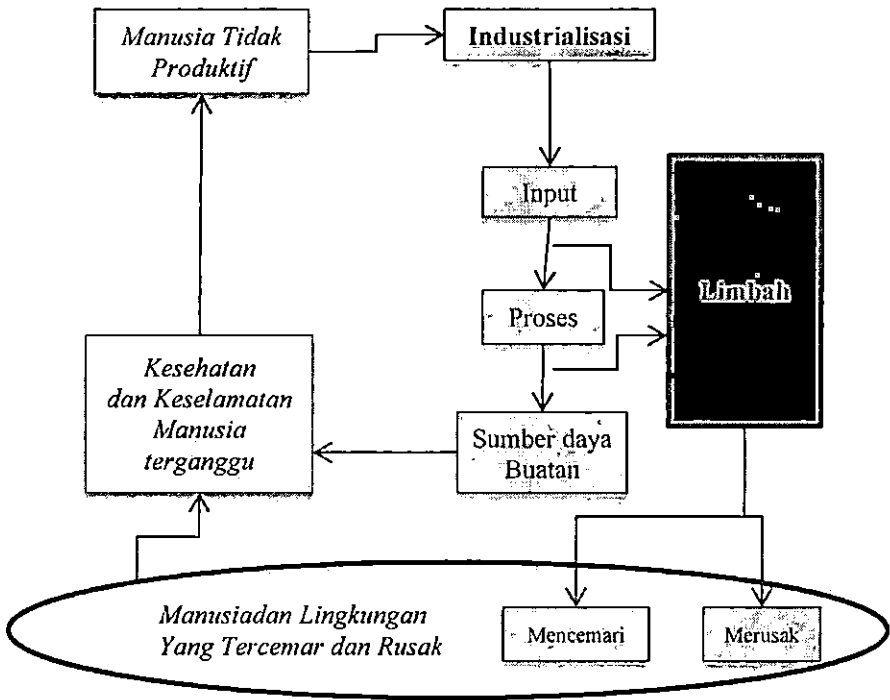 Manusia Tidak
Produktif
Industrialisasi
Input
Limbah
Proses
Kesehatan
dan Keselamatan
Manusia
terganggu
Sumber daya
Buatan
Manusiadan Lingkungan
Yang Tercemar dan Rusak
Mencemari
Merusak